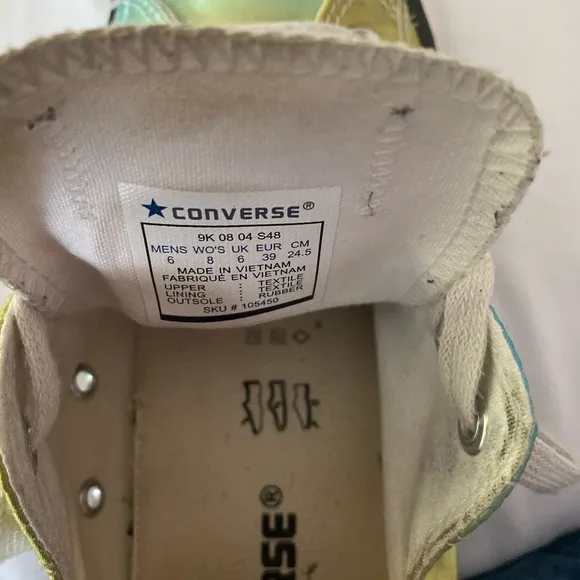 ★CONVERSE®
9K 08 04 S48
MENS WO'S UK EUR CM
6 8 6 39 24.5
MADE IN VIETNAM
FABRIQUÉ EN VIETNAM
UPPER : TEXTILE
LINING : TEXTILE
OUTSOLE : RUBBER
SKU # 105450
ERSE®